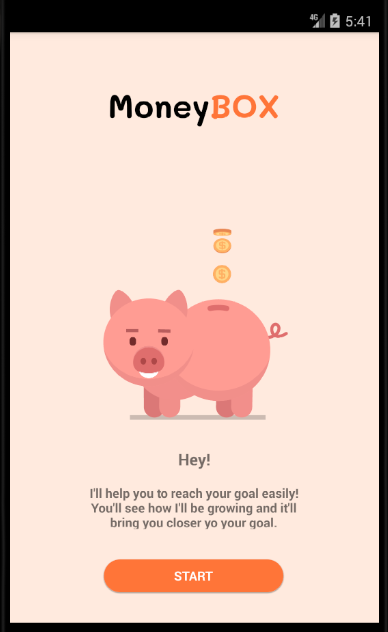 4G 5:41
MoneyBOX
Hey!
I'll help you to reach your goal easily!
You'll see how I'll be growing and it'll
bring you closer yo your goal.
START